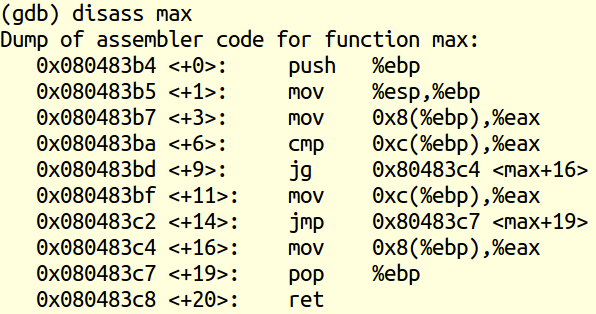 (gdb) disass max
Dump of assembler code for function max:
   0x080483b4 <+0>:     push   %ebp
   0x080483b5 <+1>:     mov    %esp,%ebp
   0x080483b7 <+3>:     mov    0x8(%ebp),%eax
   0x080483ba <+6>:     cmp    0xc(%ebp),%eax
   0x080483bd <+9>:     jg     0x80483c4 <max+16>
   0x080483bf <+11>:    mov    0xc(%ebp),%eax
   0x080483c2 <+14>:    jmp    0x80483c7 <max+19>
   0x080483c4 <+16>:    mov    0x8(%ebp),%eax
   0x080483c7 <+19>:    pop    %ebp
   0x080483c8 <+20>:    ret